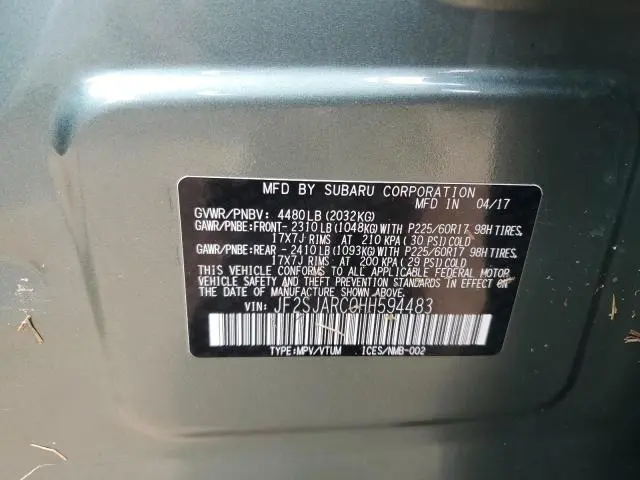 MFD BY SUBARU CORPORATION
MFD IN 04/17
GVWR/PNBV: 4480LB(2032KG)
GAWR/PNBE:FRONT-2310LB(1048KG)WITH P225/60R17 98H TIRES,
17X7J RIMS AT 210 KPA(30 PSI)COLD
GAWR/PNBE:REAR -2410LB(1093KG)WITH P225/60R17 98H TIRES,
17X7J RIMS AT 200 KPA(29 PSI)COLD
THIS VEHICLE CONFORMS TO ALL APPLICABLE FEDERAL MOTOR
VEHICLE SAFETY AND BUMPER STANDARDS IN EFFECT ON THE
DATE OF MANUFACTURE SHOWN ABOVE.
VIN: JF2SJARC0HH594483
TYPE:MPV/VTUM ICES/NMB-002